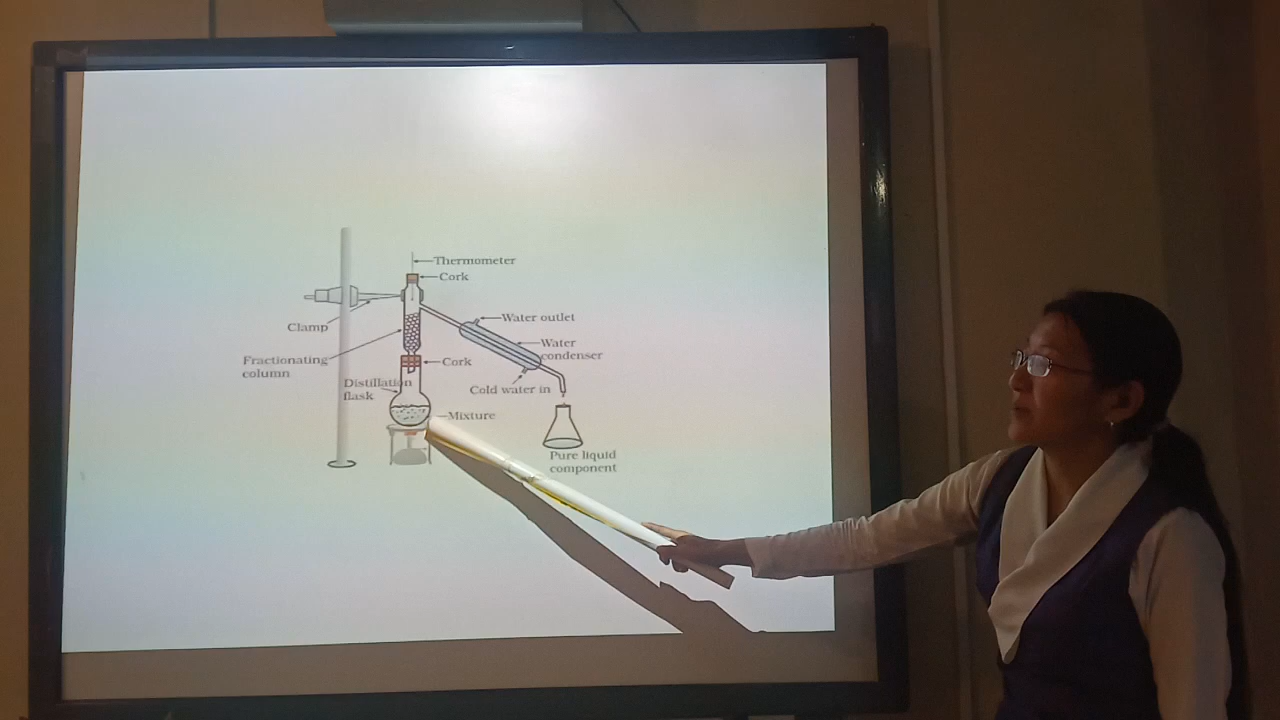 Thermometer
Cork
Clamp
Water outlet
Water
condenser
Fractionating
column
Cork
Distillation
flask
Cold water in
Mixture
Pure liquid
component